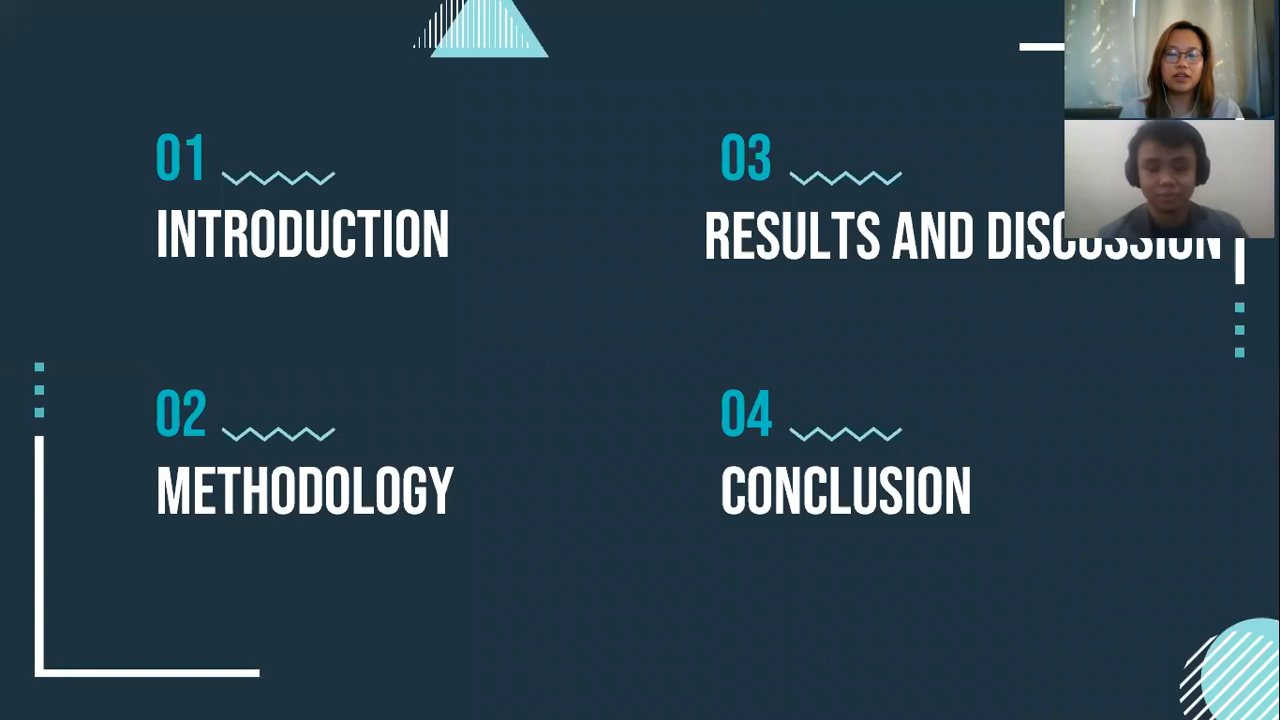 01
INTRODUCTION
02
METHODOLOGY
03
RESULTS AND DISCUSSION
04
CONCLUSION